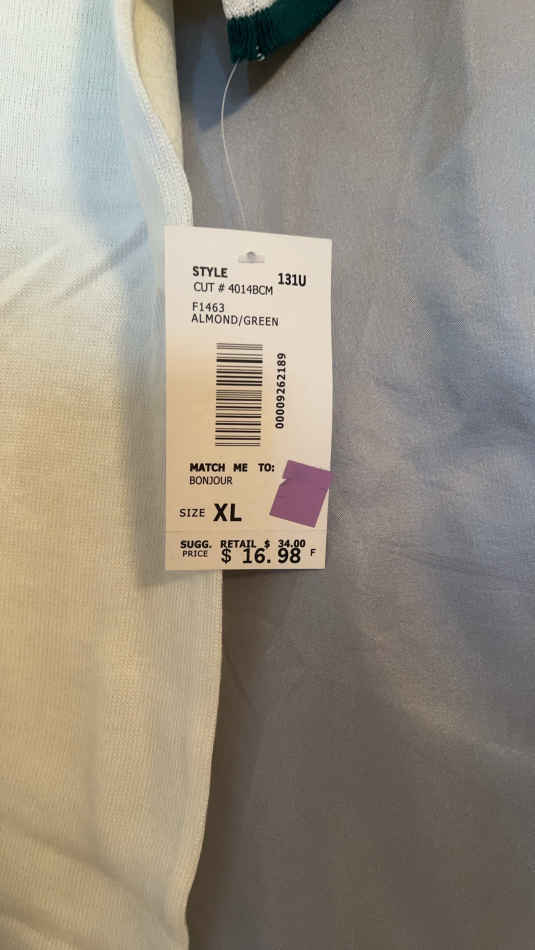 STYLE 131U
CUT # 4014BCM
F1463
ALMOND/GREEN
00009262189
MATCH ME TO:
BONJOUR
SIZE XL
SUGG. RETAIL $ 34.00
PRICE $ 16.98 F